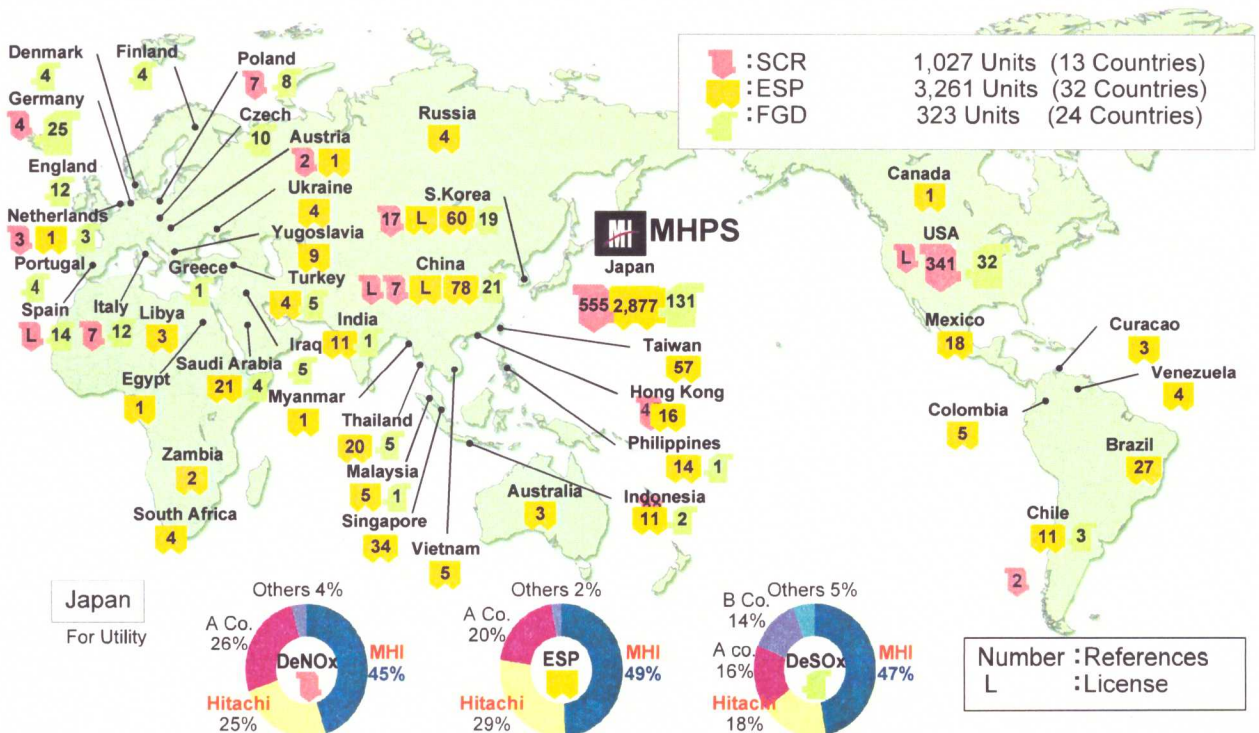 :SCR 1,027 Units (13 Countries)
:ESP 3,261 Units (32 Countries)
:FGD 323 Units (24 Countries)
Denmark
4
Finland
4
Poland
7 8
Germany
4 25
Czech
10
Austria
2 1
Russia
4
England
12
Ukraine
4
S.Korea
17 L 60 19
Netherlands
3 1 3
Yugoslavia
9
MHPS
Japan
555 2,877 131
Canada
1
USA
L 341 32
Portugal
4
Greece
1
Turkey
4 5
China
L 7 L 78 21
Spain
L 14
Italy
7 12
Libya
3
India
11 1
Iraq
5
Taiwan
57
Mexico
18
Curacao
3
Saudi Arabia
21 4
Egypt
1
Myanmar
1
Hong Kong
4 16
Venezuela
4
Thailand
20 5
Colombia
5
Philippines
14 1
Zambia
2
Malaysia
5 1
Brazil
27
Australia
3
Indonesia
11 2
South Africa
4
Singapore
34
Vietnam
5
Chile
11 3
2
Japan
For Utility
Others 4%
A Co.
26%
DeNOx
MHI
45%
Hitachi
25%
Others 2%
A Co.
20%
ESP
MHI
49%
Hitachi
29%
Others 5%
B Co.
14%
A co.
16%
DeSOx
MHI
47%
Hitachi
18%
Number :References
L :License